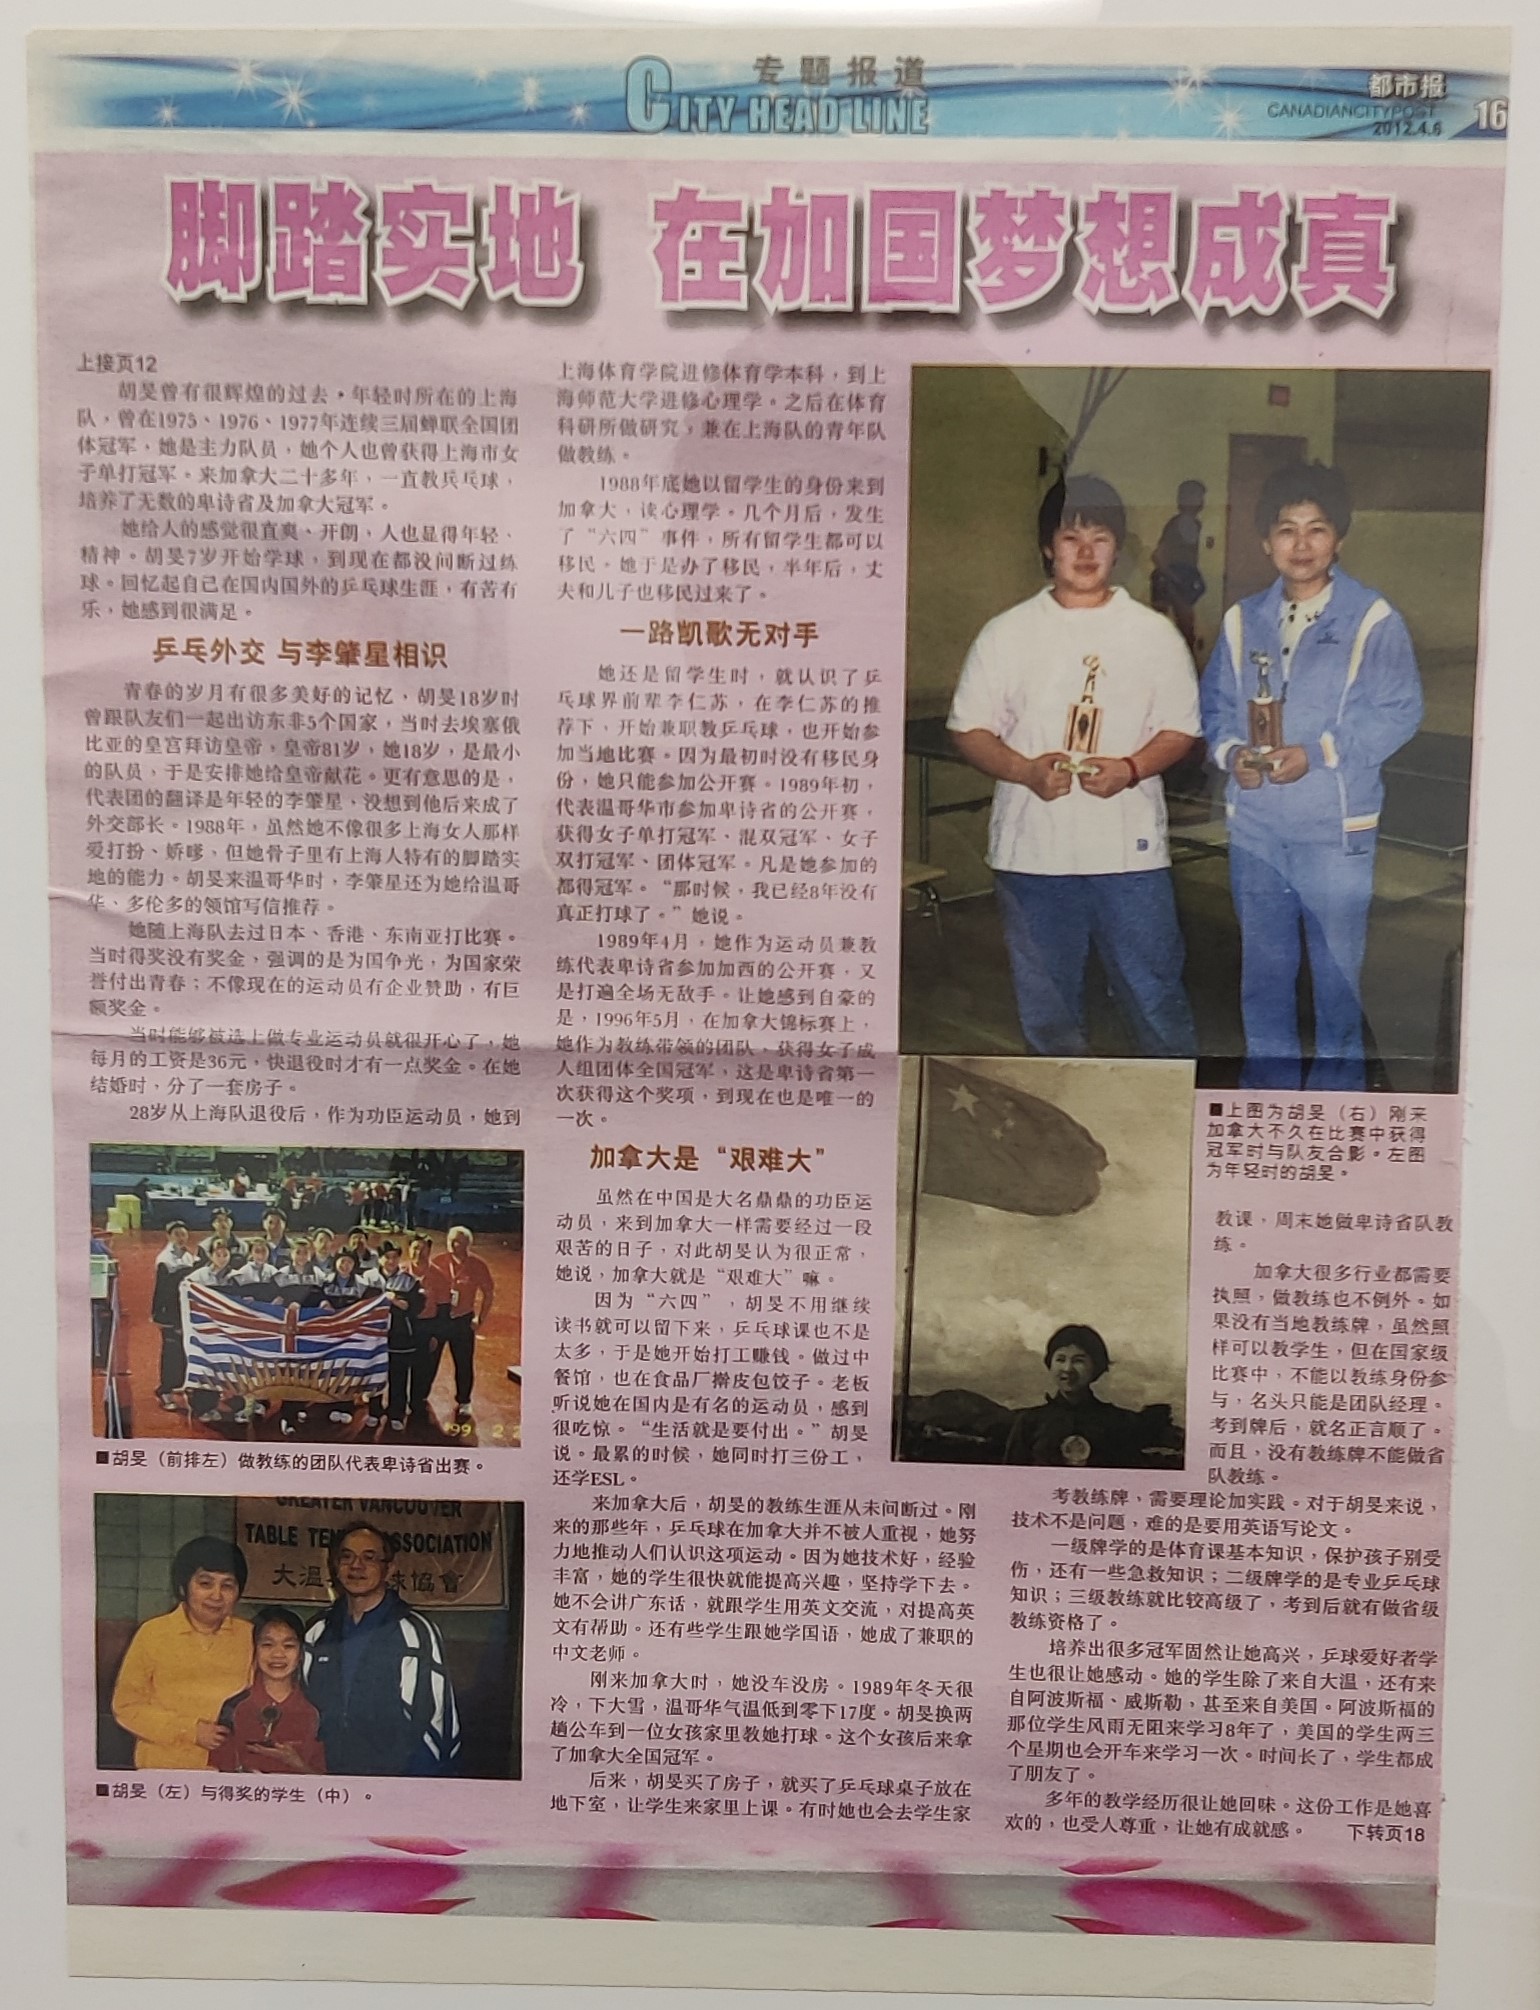 专题报道
CITY HEADLINE
都市报
CANADIANCITYPOST
2012.4.6
16
脚踏实地 在加国梦想成真
上接页12
胡旻曾有很辉煌的过去，年轻时所在的上海
队，曾在1975、1976、1977年连续三届蝉联全国团
体冠军，她是主力队员，她个人也曾获得上海市女
子单打冠军。来加拿大二十多年，一直教乒乓球，
培养了无数的卑诗省及加拿大冠军。
她给人的感觉很直爽、开朗，人也显得年轻、
精神。胡旻7岁开始学球，到现在都没间断过练
球。回忆起自己在国内国外的乒乓球生涯，有苦有
乐，她感到很满足。
乒乓外交 与李肇星相识
青春的岁月有很多美好的记忆，胡旻18岁时
曾跟队友们一起出访东非5个国家，当时去埃塞俄
比亚的皇宫拜访皇帝，皇帝81岁，她18岁，是最小
的队员，于是安排她给皇帝献花。更有意思的是，
代表团的翻译是年轻的李肇星，没想到他后来成了
外交部长。1988年，虽然她不像很多上海女人那样
爱打扮、娇嗲，但她骨子里有上海人特有的脚踏实
地的能力。胡旻来温哥华时，李肇星还为她给温哥
华、多伦多的领馆写信推荐。
她随上海队去过日本、香港、东南亚打比赛。
当时得奖没有奖金，强调的是为国争光，为国家荣
誉付出青春；不像现在的运动员有企业赞助，有巨
额奖金。
当时能够被选上做专业运动员就很开心了，她
每月的工资是36元，快退役时才有一点奖金。在她
结婚时，分了一套房子。
28岁从上海队退役后，作为功臣运动员，她到
■胡旻（前排左）做教练的团队代表卑诗省出赛。
GREATER VANCOUVER
TABLE TENNIS ASSOCIATION
大温 球協會
■胡旻（左）与得奖的学生（中）。
上海体育学院进修体育学本科，到上
海师范大学进修心理学。之后在体育
科研所做研究，兼在上海队的青年队
做教练。
1988年底她以留学生的身份来到
加拿大，读心理学。几个月后，发生
了“六四”事件，所有留学生都可以
移民。她于是办了移民，半年后，丈
夫和儿子也移民过来了。
一路凯歌无对手
她还是留学生时，就认识了乒
乓球界前辈李仁苏，在李仁苏的推
荐下，开始兼职教乒乓球，也开始参
加当地比赛。因为最初时没有移民身
份，她只能参加公开赛。1989年初，
代表温哥华市参加卑诗省的公开赛，
获得女子单打冠军、混双冠军、女子
双打冠军、团体冠军。凡是她参加的
都得冠军。“那时候，我已经8年没有
真正打球了。”她说。
1989年4月，她作为运动员兼教
练代表卑诗省参加加西的公开赛，又
是打遍全场无敌手。让她感到自豪的
是，1996年5月，在加拿大锦标赛上，
她作为教练带领的团队，获得女子成
人组团体全国冠军，这是卑诗省第一
次获得这个奖项，到现在也是唯一的
一次。
加拿大是“艰难大”
虽然在中国是大名鼎鼎的功臣运
动员，来到加拿大一样需要经过一段
艰苦的日子，对此胡旻认为很正常，
她说，加拿大就是“艰难大”嘛。
因为“六四”，胡旻不用继续
读书就可以留下来，乒乓球课也不是
太多，于是她开始打工赚钱。做过中
餐馆，也在食品厂擀皮包饺子。老板
听说她在国内是有名的运动员，感到
很吃惊。“生活就是要付出。”胡旻
说。最累的时候，她同时打三份工，
还学ESL。
来加拿大后，胡旻的教练生涯从未间断过。刚
来的那些年，乒乓球在加拿大并不被人重视，她努
力地推动人们认识这项运动。因为她技术好，经验
丰富，她的学生很快就能提高兴趣，坚持学下去。
她不会讲广东话，就跟学生用英文交流，对提高英
文有帮助。还有些学生跟她学国语，她成了兼职的
中文老师。
刚来加拿大时，她没车没房。1989年冬天很
冷，下大雪，温哥华气温低到零下17度。胡旻换两
趟公车到一位女孩家里教她打球。这个女孩后来拿
了加拿大全国冠军。
后来，胡旻买了房子，就买了乒乓球桌子放在
地下室，让学生来家里上课。有时她也会去学生家
■上图为胡旻（右）刚来
加拿大不久在比赛中获得
冠军时与队友合影。左图
为年轻时的胡旻。
教课，周末她做卑诗省队教
练。
加拿大很多行业都需要
执照，做教练也不例外。如
果没有当地教练牌，虽然照
样可以教学生，但在国家级
比赛中，不能以教练身份参
与，名头只能是团队经理。
考到牌后，就名正言顺了。
而且，没有教练牌不能做省
队教练。
考教练牌，需要理论加实践。对于胡旻来说，
技术不是问题，难的是要用英语写论文。
一级牌学的是体育课基本知识，保护孩子别受
伤，还有一些急救知识；二级牌学的是专业乒乓球
知识；三级教练就比较高级了，考到后就有做省级
教练资格了。
培养出很多冠军固然让她高兴，乒球爱好者学
生也很让她感动。她的学生除了来自大温，还有来
自阿波斯福、威斯勒，甚至来自美国。阿波斯福的
那位学生风雨无阻来学习8年了，美国的学生两三
个星期也会开车来学习一次。时间长了，学生都成
了朋友了。
多年的教学经历很让她回味。这份工作是她喜
欢的，也受人尊重，让她有成就感。 下转页18